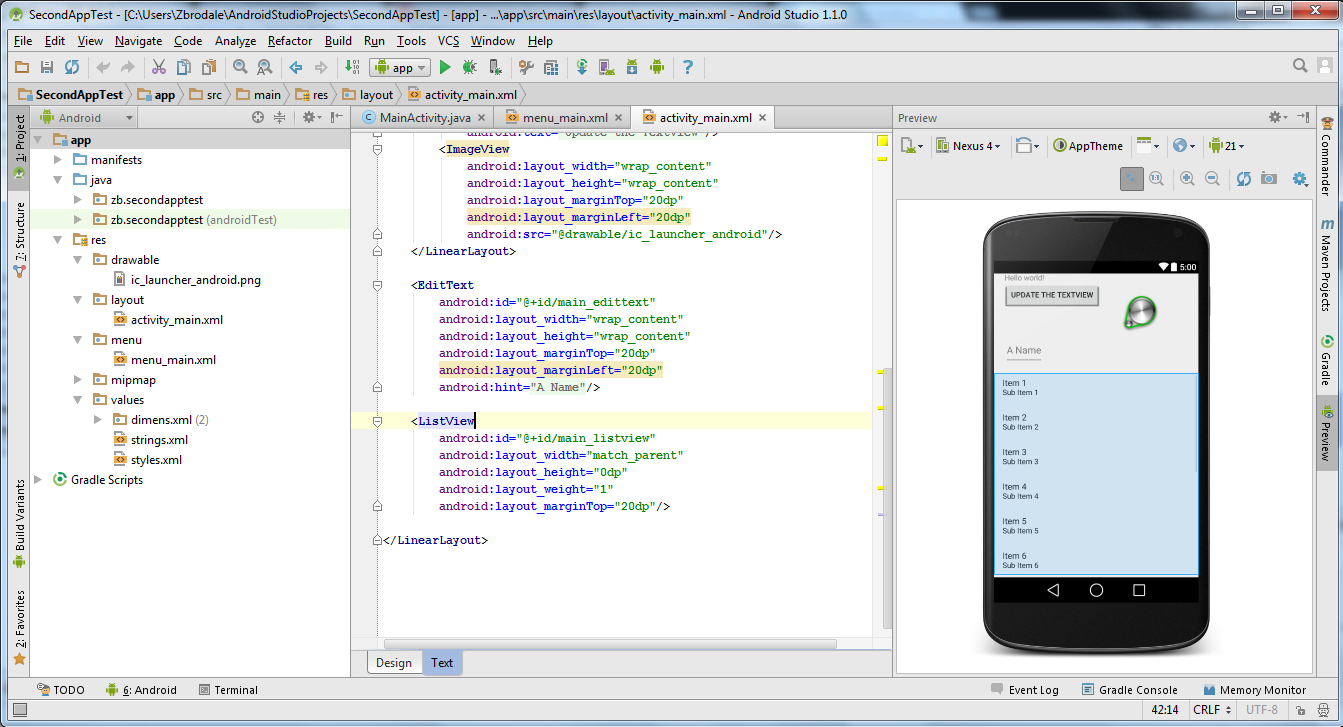 SecondAppTest - [C:\Users\Zbrodale\AndroidStudioProjects\SecondAppTest] - [app] - ...\app\src\main\res\layout\activity_main.xml - Android Studio 1.1.0
File Edit View Navigate Code Analyze Refactor Build Run Tools VCS Window Help
app
SecondAppTest app src main res layout activity_main.xml
1: Project
7: Structure
Build Variants
2: Favorites
Android
app
manifests
java
zb.secondapptest
zb.secondapptest (androidTest)
res
drawable
ic_launcher_android.png
layout
activity_main.xml
menu
menu_main.xml
mipmap
values
dimens.xml (2)
strings.xml
styles.xml
Gradle Scripts
MainActivity.java menu_main.xml activity_main.xml
android:text="Update the TextView"/>
<ImageView
android:layout_width="wrap_content"
android:layout_height="wrap_content"
android:layout_marginTop="20dp"
android:layout_marginLeft="20dp"
android:src="@drawable/ic_launcher_android"/>
</LinearLayout>
<EditText
android:id="@+id/main_edittext"
android:layout_width="wrap_content"
android:layout_height="wrap_content"
android:layout_marginTop="20dp"
android:layout_marginLeft="20dp"
android:hint="A Name"/>
<ListView
android:id="@+id/main_listview"
android:layout_width="match_parent"
android:layout_height="0dp"
android:layout_weight="1"
android:layout_marginTop="20dp"/>
</LinearLayout>
Design Text
Preview
Nexus 4 AppTheme 21
1:1
5:00
Hello world!
UPDATE THE TEXTVIEW
A Name
Item 1
Sub Item 1
Item 2
Sub Item 2
Item 3
Sub Item 3
Item 4
Sub Item 4
Item 5
Sub Item 5
Item 6
Sub Item 6
Commander
m Maven Projects
Gradle
Preview
TODO 6: Android Terminal Event Log Gradle Console Memory Monitor
42:14 CRLF UTF-8